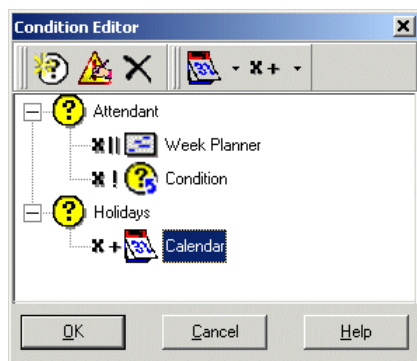 Condition Editor
Attendant
Week Planner
Condition
Holidays
Calendar
OK Cancel Help